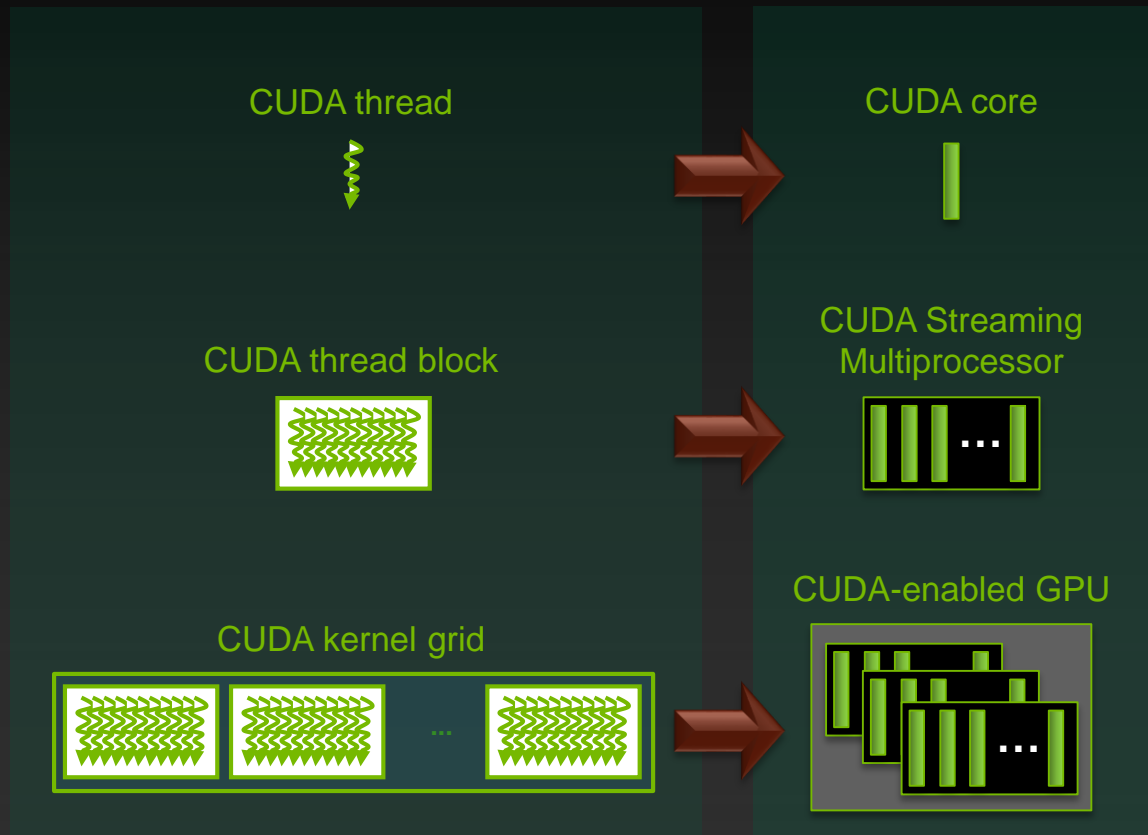 CUDA thread
CUDA core
CUDA thread block
CUDA Streaming
Multiprocessor
...
CUDA kernel grid
CUDA-enabled GPU
...
...